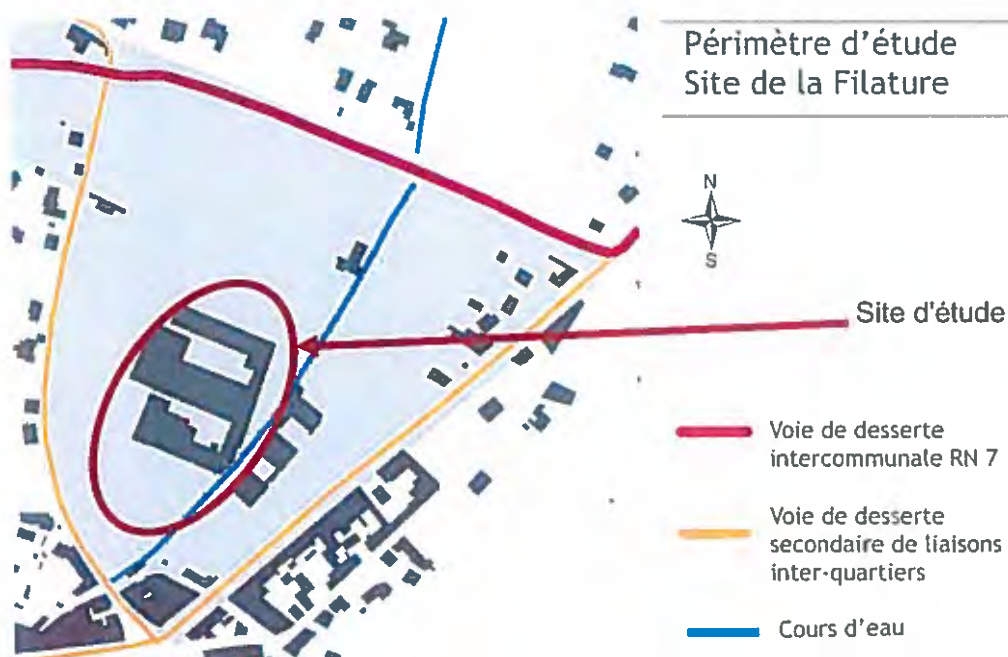 Périmètre d'étude
Site de la Filature
N
S
Site d'étude
Voie de desserte
intercommunale RN 7
Voie de desserte
secondaire de liaisons
inter-quartiers
Cours d'eau